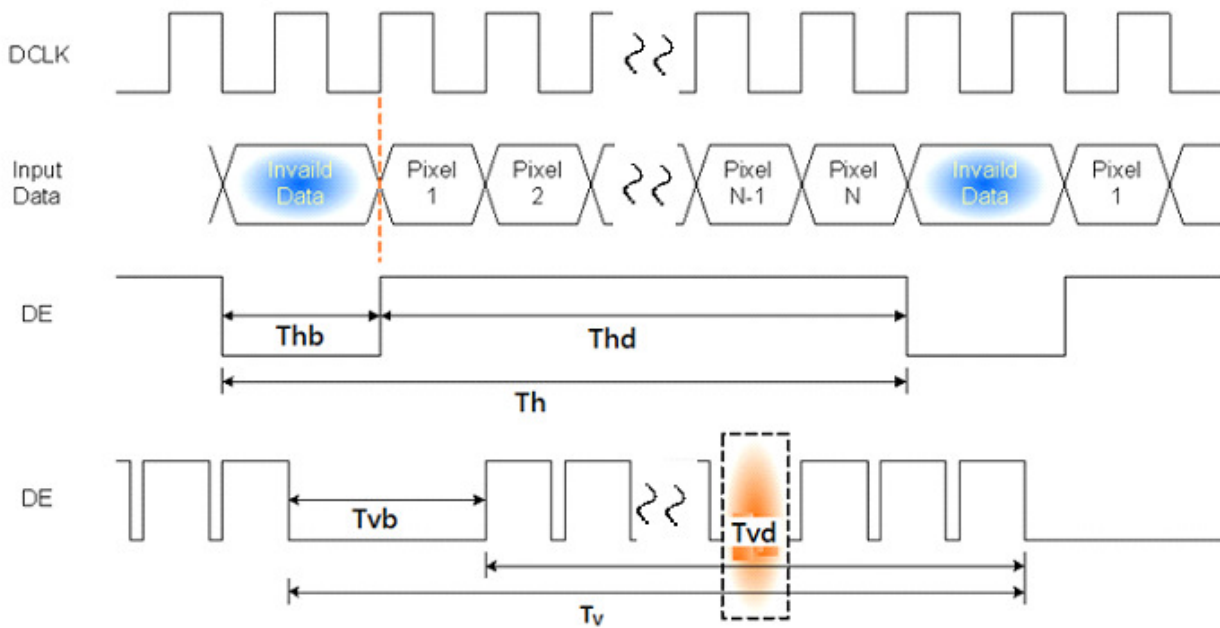 DCLK
Input
Data
Invaild
Data
Pixel
1
Pixel
2
Pixel
N-1
Pixel
N
Invaild
Data
Pixel
1
DE
Thb
Thd
Th
DE
Tvb
Tvd
Tv